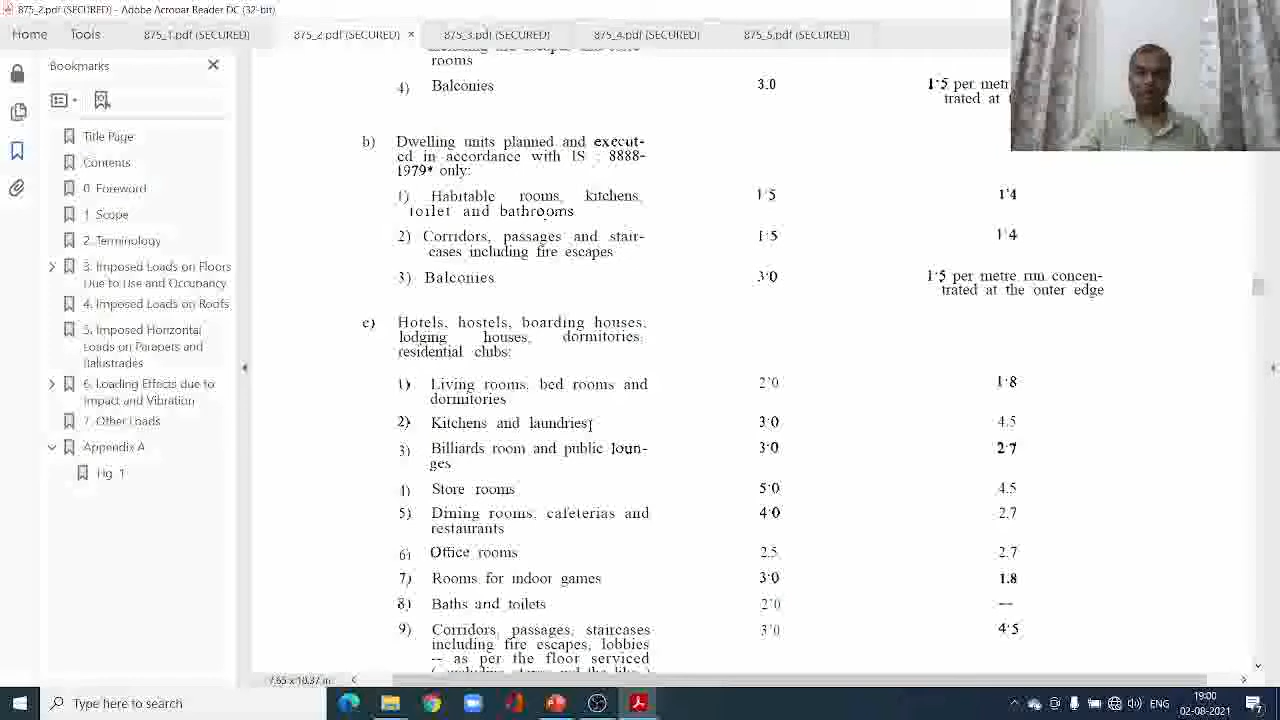 875_2.pdf (SECURED) - Adobe Acrobat Reader DC (32-bit)
Home Tools 875_1.pdf (SECURED) 875_2.pdf (SECURED) × 875_3.pdf (SECURED) 875_4.pdf (SECURED) 875_5.pdf (SECURED)
Bookmarks
Title Page
Contents
0. Foreword
1. Scope
2. Terminology
3. Imposed Loads on Floors
Due to Use and Occupancy
4. Imposed Loads on Roofs
5. Imposed Horizontal
Loads on Parapets and
Balustrades
6. Loading Effects due to
Impact and Vibration
7. Other Loads
Appendix A
Fig. 1
rooms
4) Balconies 3.0 1·5 per metr
trated at
b) Dwelling units planned and execut-
ed in accordance with IS : 8888-
1979* only:
1) Habitable rooms, kitchens, 1·5 1·4
toilet and bathrooms
2) Corridors, passages and stair- 1·5 1·4
cases including fire escapes
3) Balconies 3·0 1·5 per metre run concen-
trated at the outer edge
c) Hotels, hostels, boarding houses,
lodging houses, dormitories,
residential clubs:
1) Living rooms, bed rooms and 2·0 1·8
dormitories
2) Kitchens and laundries 3·0 4.5
3) Billiards room and public loun- 3·0 2·7
ges
4) Store rooms 5·0 4.5
5) Dining rooms, cafeterias and 4·0 2.7
restaurants
6) Office rooms 2.5 2.7
7) Rooms for indoor games 3·0 1.8
8) Baths and toilets 2·0 —
9) Corridors, passages, staircases 3·0 4·5
including fire escapes, lobbies
— as per the floor serviced
7.65 x 10.37 in
Type here to search
ENG 19:00
02-08-2021